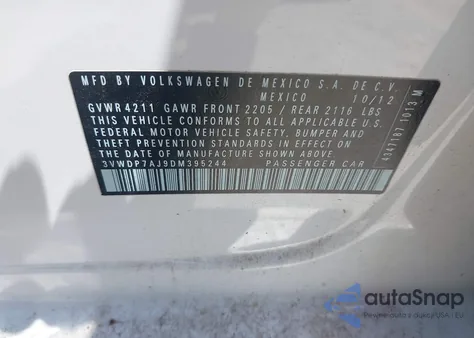 MFD BY VOLKSWAGEN DE MEXICO S.A. DE C.V.
MEXICO 10/12
GVWR 4211 GAWR FRONT 2205 / REAR 2116 LBS
THIS VEHICLE CONFORMS TO ALL APPLICABLE U.S.
FEDERAL MOTOR VEHICLE SAFETY, BUMPER AND
THEFT PREVENTION STANDARDS IN EFFECT ON
THE DATE OF MANUFACTURE SHOWN ABOVE
3VWDP7AJ9DM395244 PASSENGER CAR
4347187 1013 M
autoSnap